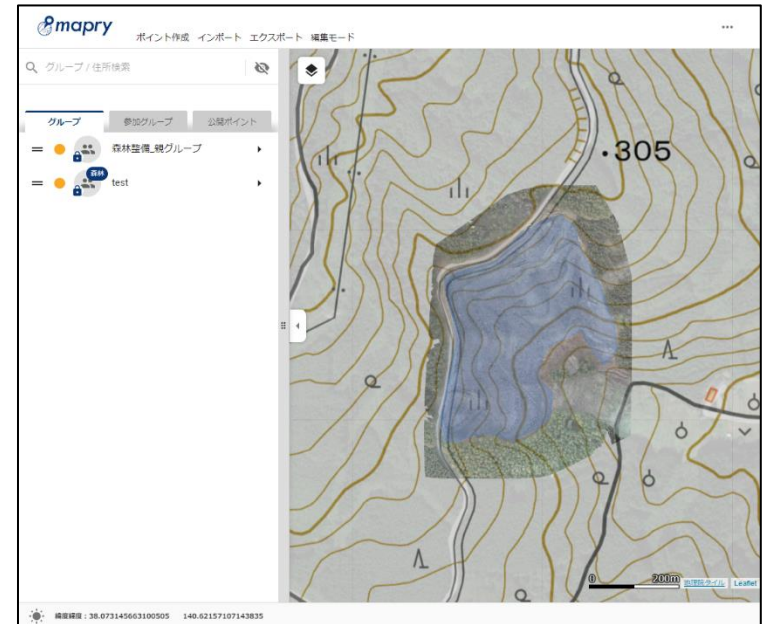 mapry
ポイント作成 インポート エクスポート 編集モード
...
グループ / 住所検索
グループ 参加グループ 公開ポイント
森林整備_親グループ
森林
test
・305
0 200m
地理院タイル | Leaflet
緯度経度 : 38.073145663100505 140.62157107143835